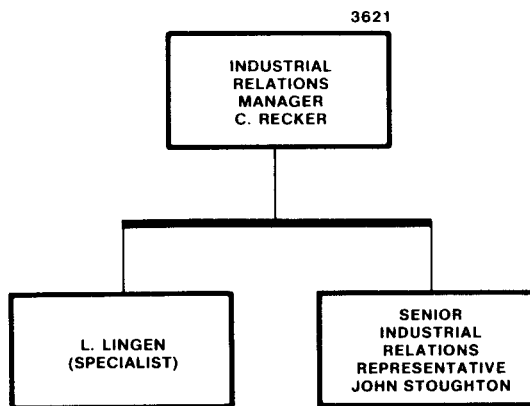 3621
INDUSTRIAL
RELATIONS
MANAGER
C. RECKER
L. LINGEN
(SPECIALIST)
SENIOR
INDUSTRIAL
RELATIONS
REPRESENTATIVE
JOHN STOUGHTON